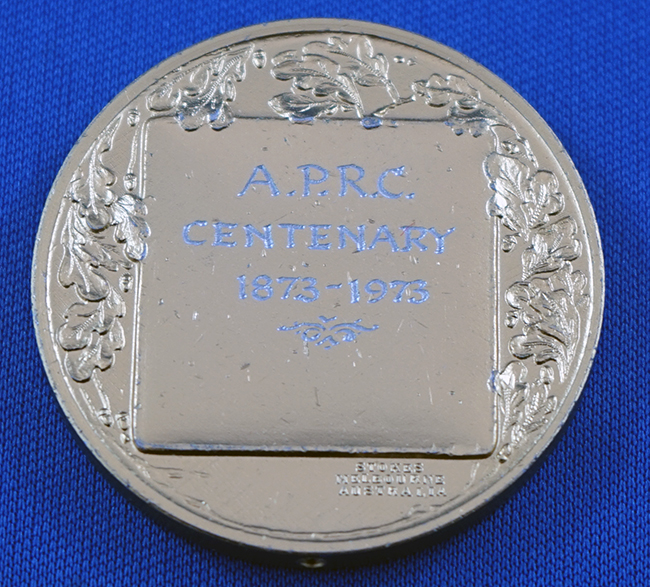 A.P.R.C.
CENTENARY
1873-1973
STOKES
MELBOURNE
AUSTRALIA